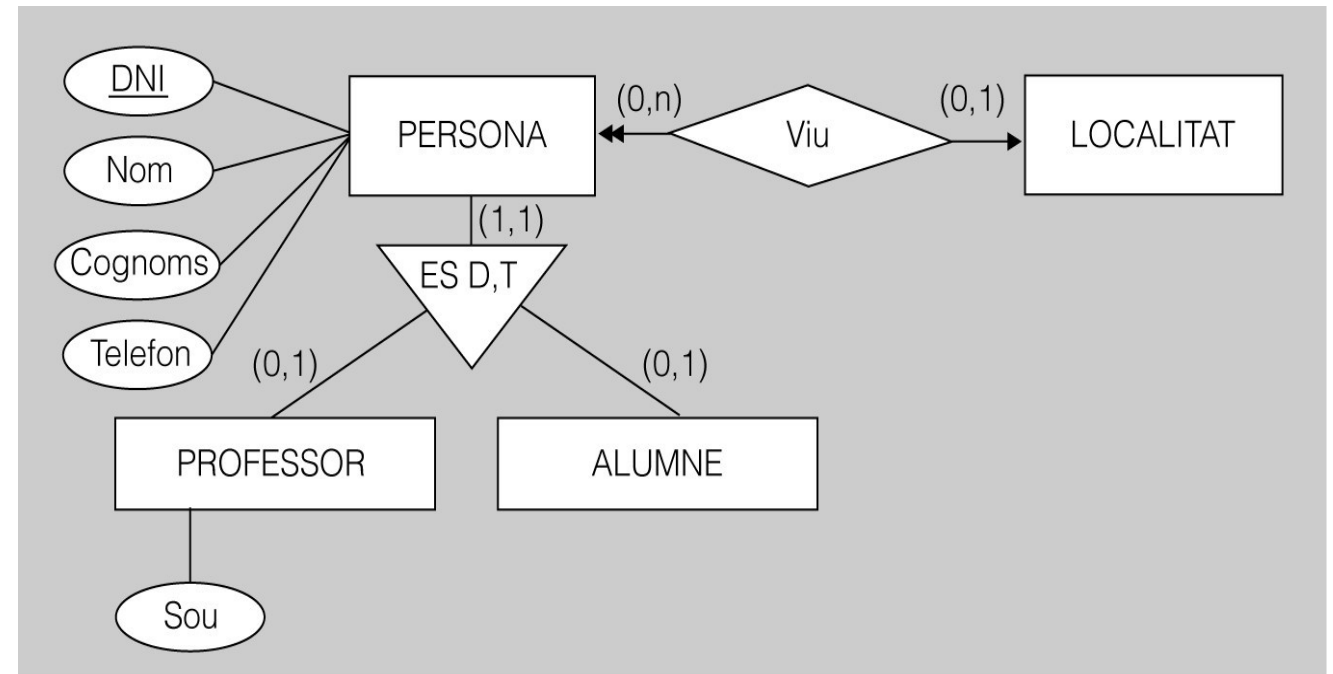 DNI
Nom
Cognoms
Telefon
PERSONA
(0,n)
Viu
(0,1)
LOCALITAT
(1,1)
ES D,T
(0,1)
(0,1)
PROFESSOR
ALUMNE
Sou